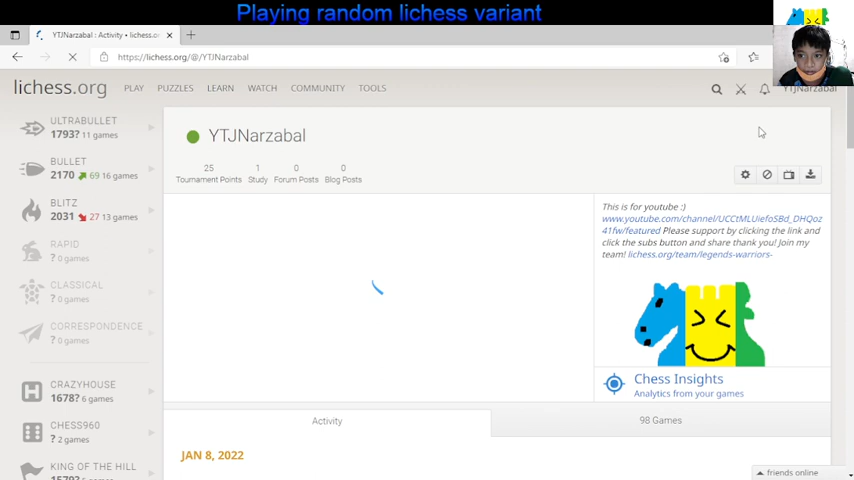 Playing random lichess variant
YTJNarzabal : Activity • lichess.or
https://lichess.org/@/YTJNarzabal
lichess.org
PLAY PUZZLES LEARN WATCH COMMUNITY TOOLS
YTJNarzabal
ULTRABULLET
1793? 11 games
BULLET
2170 69 16 games
BLITZ
2031 27 13 games
RAPID
? 0 games
CLASSICAL
? 0 games
CORRESPONDENCE
? 0 games
CRAZYHOUSE
1678? 6 games
CHESS960
? 2 games
KING OF THE HILL
YTJNarzabal
25 1 0 0
Tournament Points Study Forum Posts Blog Posts
This is for youtube :)
www.youtube.com/channel/UCCtMLUiefoSBd_DHQoz
41fw/featured Please support by clicking the link and
click the subs button and share thank you! Join my
team! lichess.org/team/legends-warriors-
Chess Insights
Analytics from your games
Activity
98 Games
JAN 8, 2022
friends online